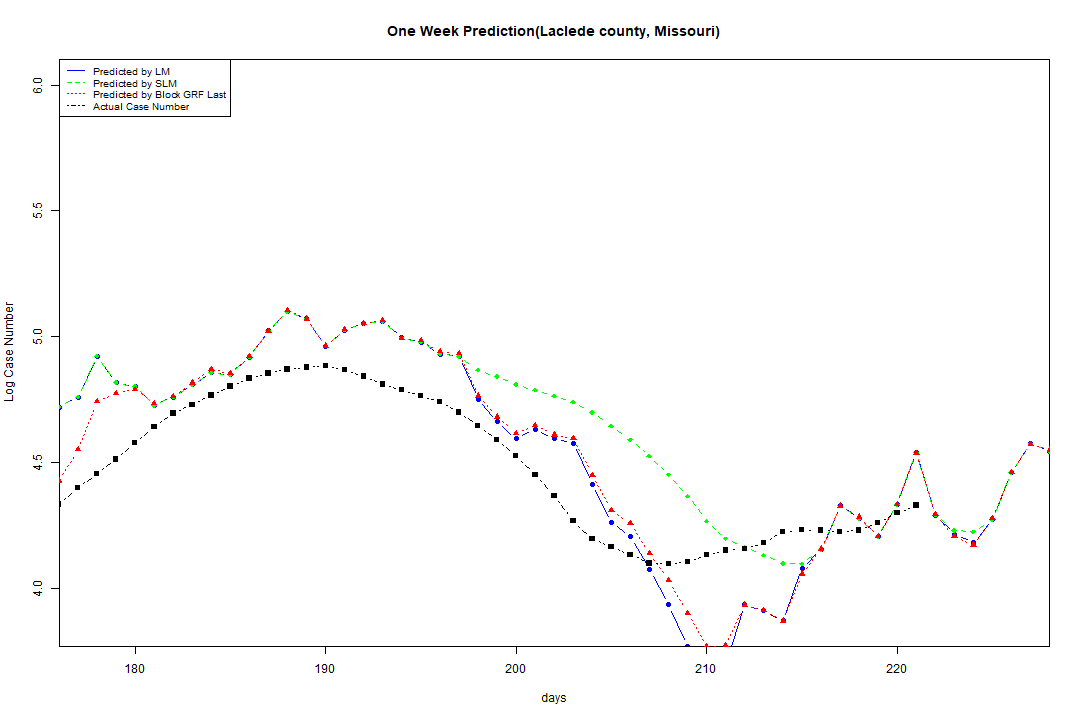 One Week Prediction(Laclede county, Missouri)
Predicted by LM
Predicted by SLM
Predicted by Block GRF Last
Actual Case Number
Log Case Number
6.0
5.5
5.0
4.5
4.0
180
190
200
210
220
days